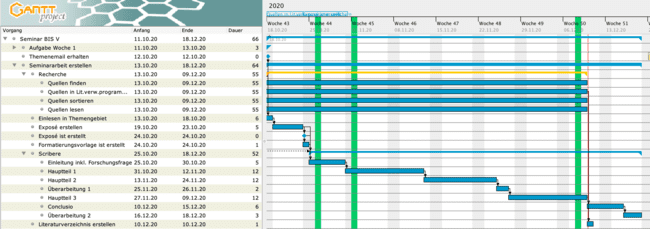 GANTT
project
Vorgang Anfang Ende Dauer
Seminar BIS V 11.10.20 18.12.20 66
Aufgabe Woche 1 11.10.20 13.10.20 3
Themenemail erhalten 12.10.20 12.10.20 0
Seminararbeit erstellen 13.10.20 18.12.20 64
Recherche 13.10.20 09.12.20 55
Quellen finden 13.10.20 09.12.20 55
Quellen in Lit.verw.program... 13.10.20 09.12.20 55
Quellen sortieren 13.10.20 09.12.20 55
Quellen lesen 13.10.20 09.12.20 55
Einlesen in Themengebiet 13.10.20 18.10.20 6
Exposé erstellen 19.10.20 23.10.20 5
Exposé ist erstellt 24.10.20 24.10.20 0
Formatierungsvorlage ist erstellt 24.10.20 24.10.20 1
Scribere 25.10.20 18.12.20 52
Einleitung inkl. Forschungsfrage 25.10.20 30.10.20 5
Hauptteil 1 31.10.20 12.11.20 12
Hauptteil 2 13.11.20 24.11.20 12
Überarbeitung 1 25.11.20 26.11.20 2
Hauptteil 3 27.11.20 09.12.20 12
Conclusio 10.12.20 15.12.20 6
Überarbeitung 2 16.12.20 18.12.20 3
Literaturverzeichnis erstellen 10.12.20 10.12.20 1
2020
Woche 43 Woche 44 Woche 45 Woche 46 Woche 47 Woche 48 Woche 49 Woche 50 Woche 51